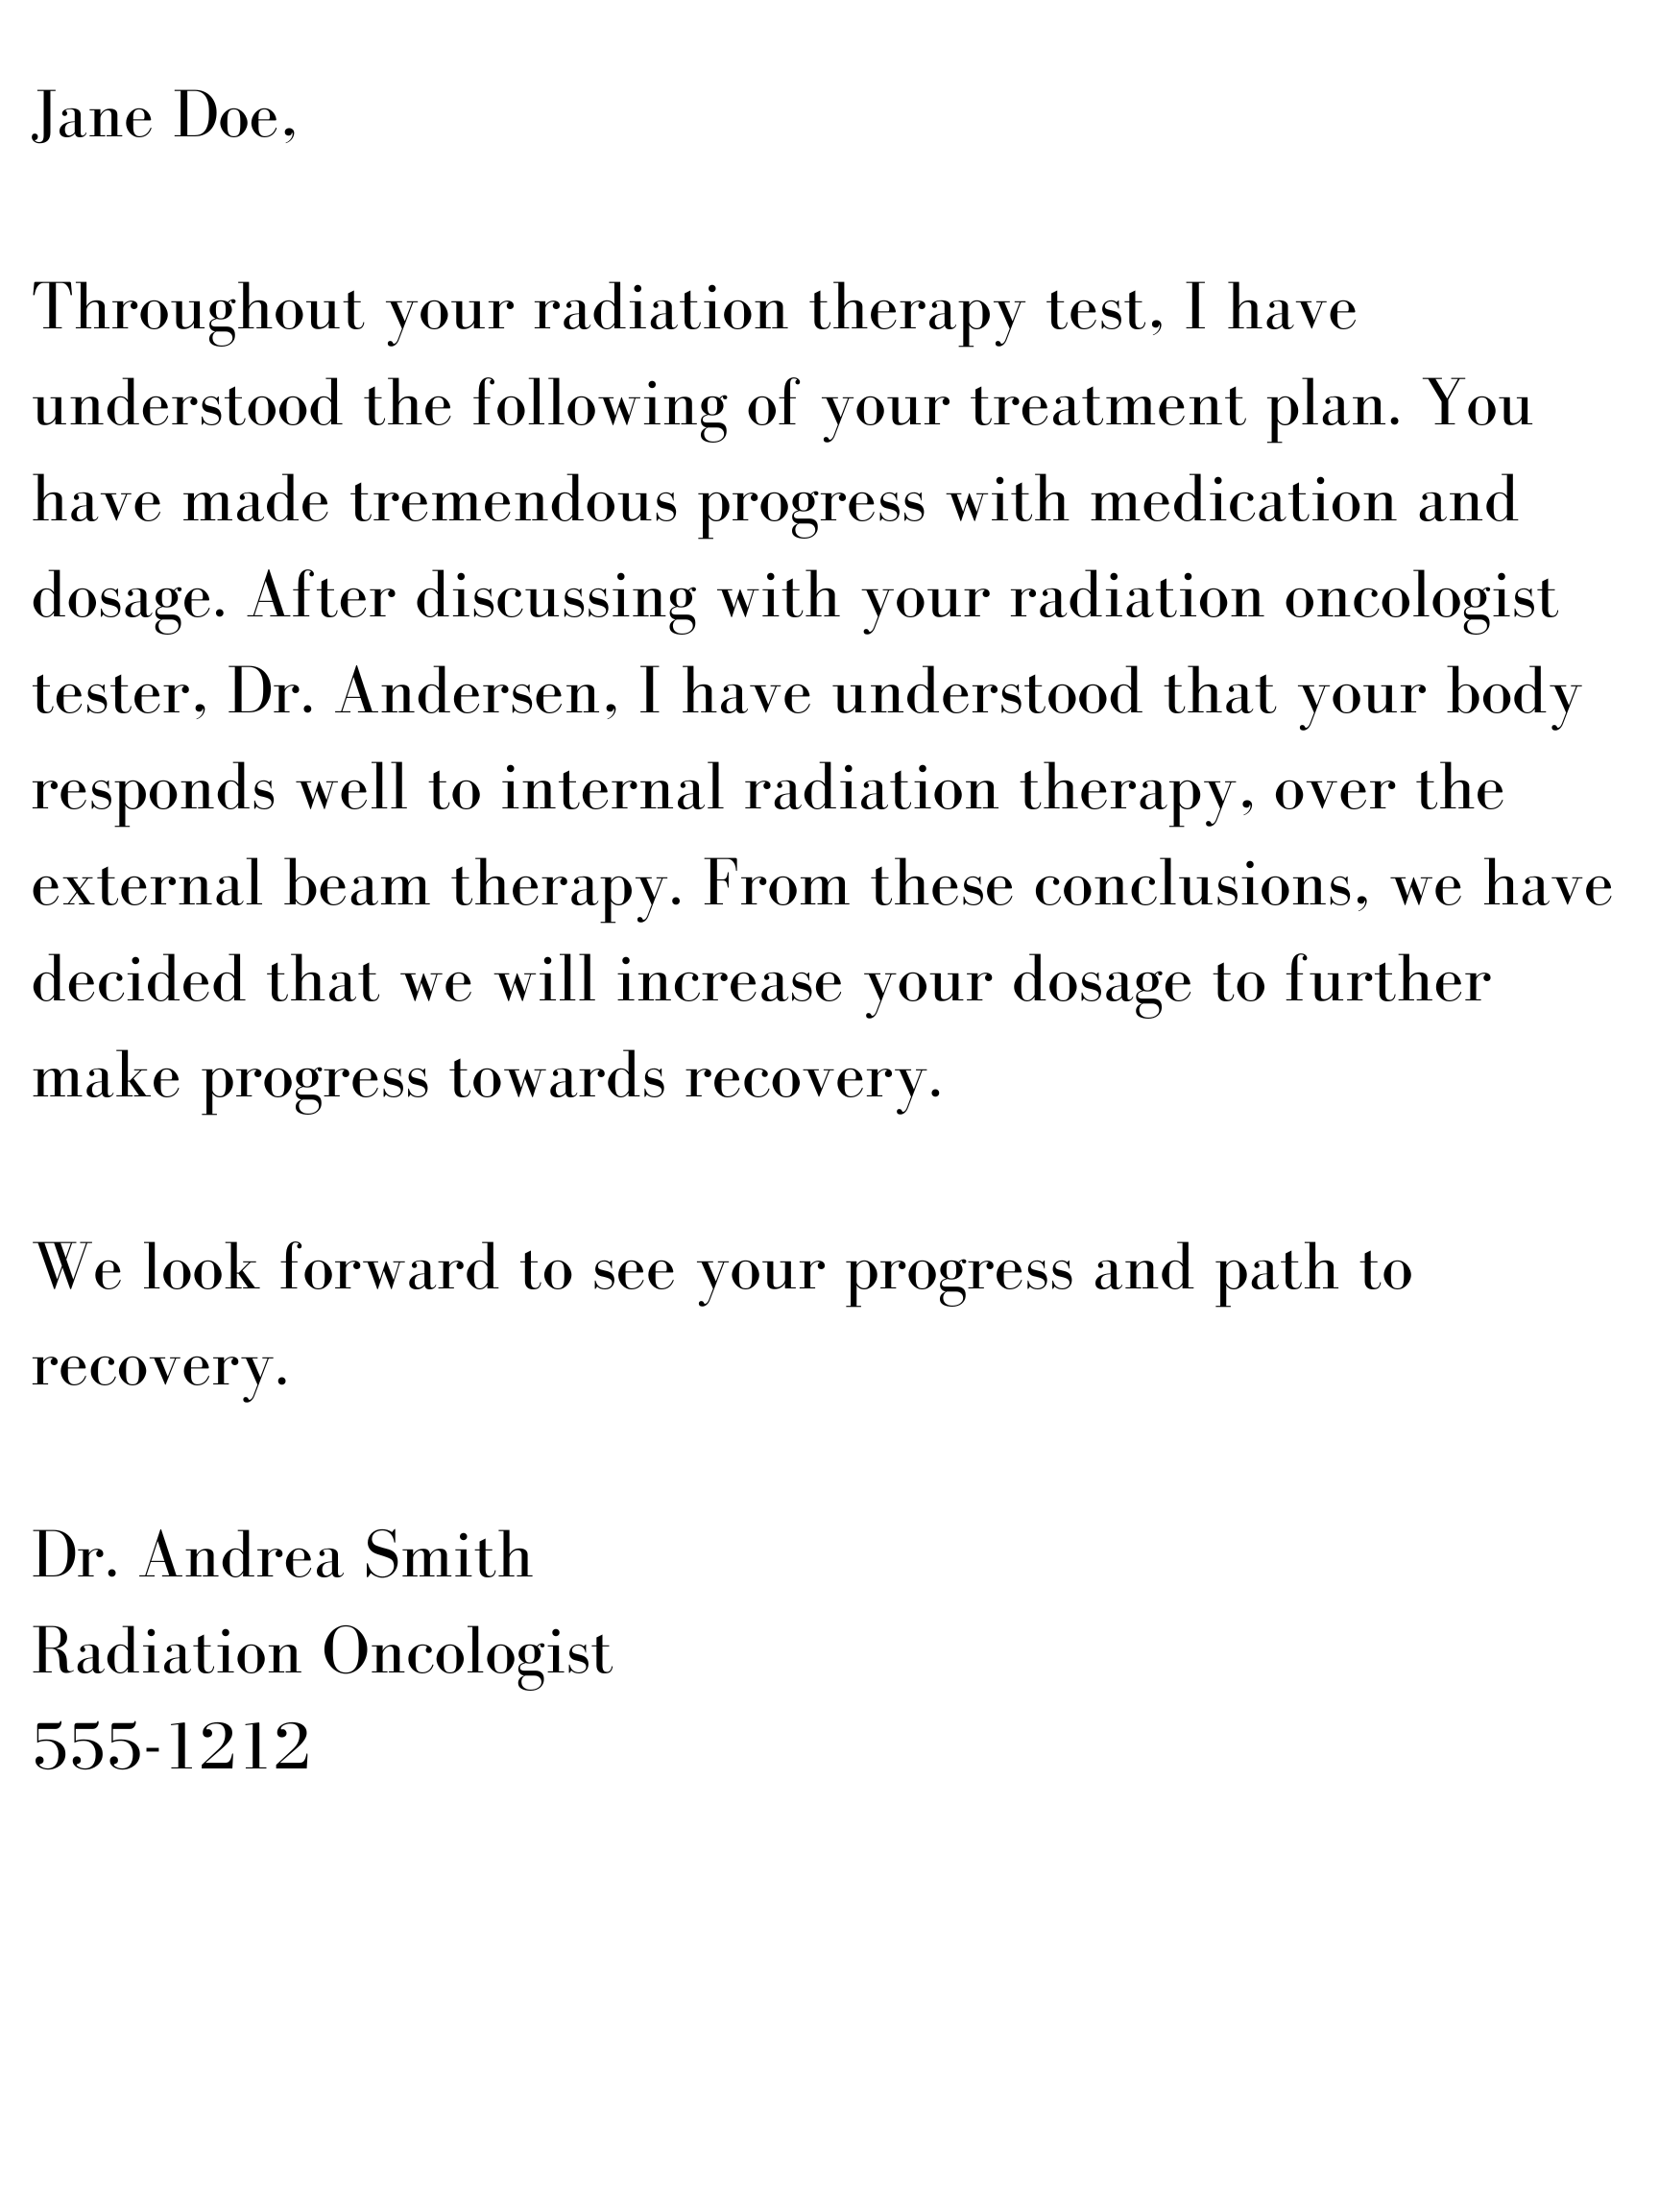 Jane Doe,
Throughout your radiation therapy test, I have
understood the following of your treatment plan. You
have made tremendous progress with medication and
dosage. After discussing with your radiation oncologist
tester, Dr. Andersen, I have understood that your body
responds well to internal radiation therapy, over the
external beam therapy. From these conclusions, we have
decided that we will increase your dosage to further
make progress towards recovery.
We look forward to see your progress and path to
recovery.
Dr. Andrea Smith
Radiation Oncologist
555-1212